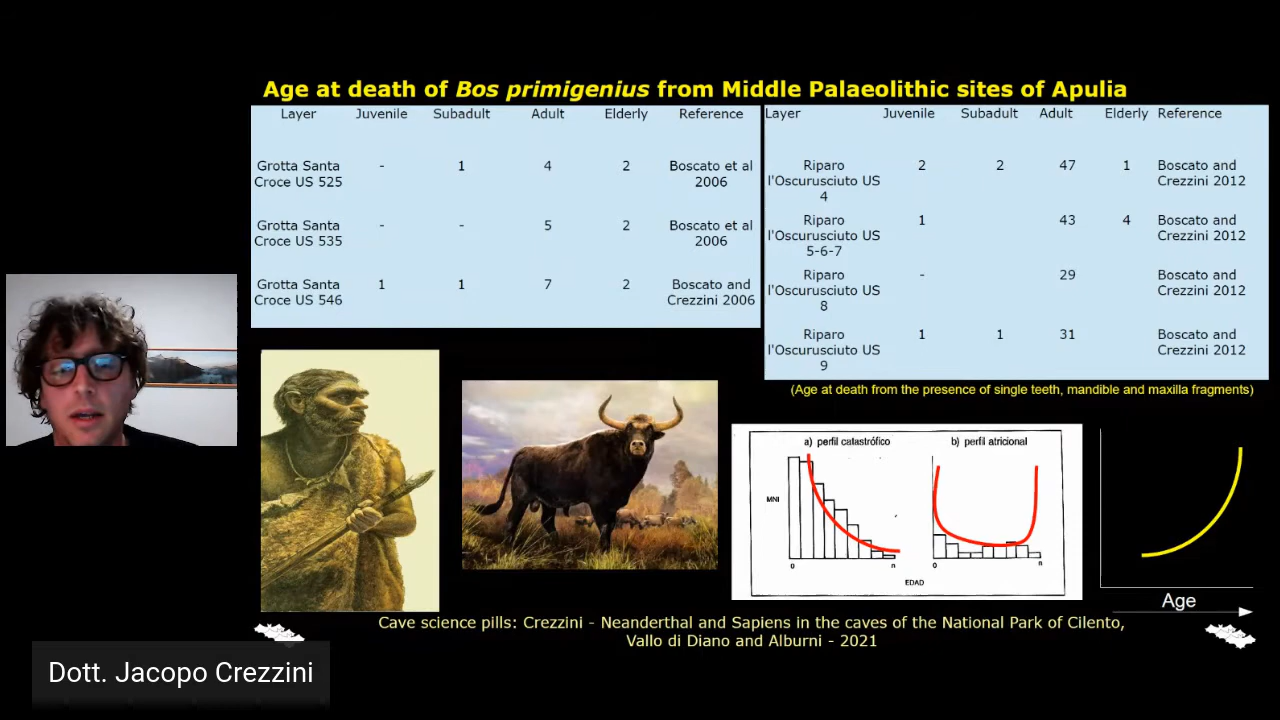 Age at death of Bos primigenius from Middle Palaeolithic sites of Apulia
Layer Juvenile Subadult Adult Elderly Reference
Grotta Santa Croce US 525 - 1 4 2 Boscato et al 2006
Grotta Santa Croce US 535 - - 5 2 Boscato et al 2006
Grotta Santa Croce US 546 1 1 7 2 Boscato and Crezzini 2006
Layer Juvenile Subadult Adult Elderly Reference
Riparo l'Oscurusciuto US 4 2 2 47 1 Boscato and Crezzini 2012
Riparo l'Oscurusciuto US 5-6-7 1 43 4 Boscato and Crezzini 2012
Riparo l'Oscurusciuto US 8 - 29 Boscato and Crezzini 2012
Riparo l'Oscurusciuto US 9 1 1 31 Boscato and Crezzini 2012
(Age at death from the presence of single teeth, mandible and maxilla fragments)
a) perfil catastrófico
b) perfil atricional
MNI
0 n 0 n
EDAD
Age
Cave science pills: Crezzini - Neanderthal and Sapiens in the caves of the National Park of Cilento,
Vallo di Diano and Alburni - 2021
Dott. Jacopo Crezzini